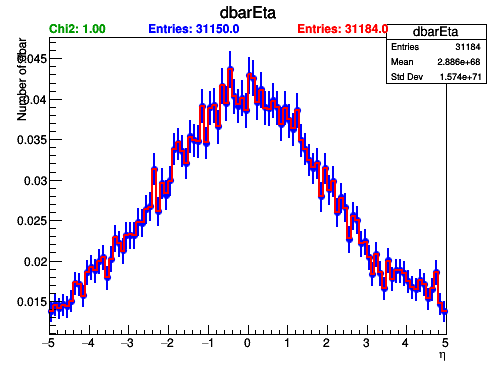 dbarEta
Chi2: 1.00 Entries: 31150.0 Entries: 31184.0
dbarEta
Entries 31184
Mean 2.886e+68
Std Dev 1.574e+71
Number of dbar
0.045
0.04
0.035
0.03
0.025
0.02
0.015
−5 −4 −3 −2 −1 0 1 2 3 4 5
η